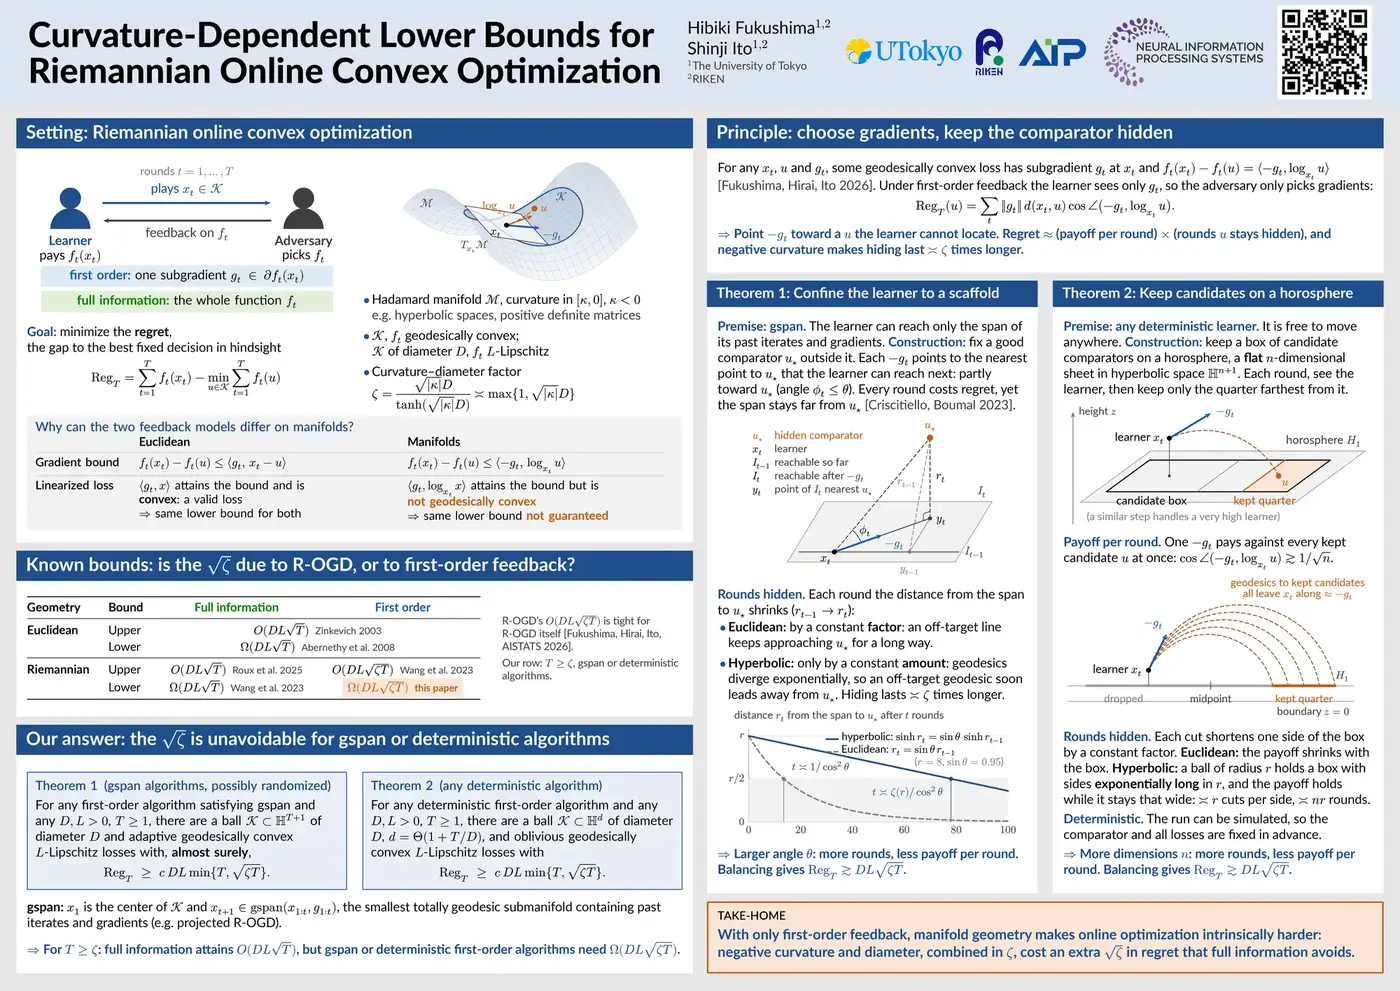 Curvature-Dependent Lower Bounds for
Riemannian Online Convex Optimization
Hibiki Fukushima¹,²
Shinji Ito¹,²
¹The University of Tokyo
²RIKEN
UTokyo
RIKEN
AIP
NEURAL INFORMATION
PROCESSING SYSTEMS
Setting: Riemannian online convex optimization
rounds t = 1, …, T
plays x_t ∈ 𝒦
feedback on f_t
Learner
pays f_t(x_t)
Adversary
picks f_t
first order: one subgradient g_t ∈ ∂f_t(x_t)
full information: the whole function f_t
Goal: minimize the regret,
the gap to the best fixed decision in hindsight
Reg_T = ∑_{t=1}^T f_t(x_t) − min_{u∈𝒦} ∑_{t=1}^T f_t(u)
ℳ
𝒦
log_{x_t} u
u
x_t
−g_t
T_{x_t}ℳ
• Hadamard manifold ℳ, curvature in [κ, 0], κ < 0
e.g. hyperbolic spaces, positive definite matrices
• 𝒦, f_t geodesically convex;
𝒦 of diameter D, f_t L-Lipschitz
• Curvature–diameter factor
ζ = √|κ|D / tanh(√|κ|D) ≍ max{1, √|κ|D}
Why can the two feedback models differ on manifolds?
Euclidean Manifolds
Gradient bound f_t(x_t) − f_t(u) ≤ ⟨g_t, x_t − u⟩ f_t(x_t) − f_t(u) ≤ ⟨−g_t, log_{x_t} u⟩
Linearized loss ⟨g_t, x⟩ attains the bound and is ⟨g_t, log_{x_t} x⟩ attains the bound but is
convex: a valid loss not geodesically convex
⇒ same lower bound for both ⇒ same lower bound not guaranteed
Known bounds: is the √ζ due to R-OGD, or to first-order feedback?
Geometry Bound Full information First order
Euclidean Upper O(DL√T) Zinkevich 2003
Lower Ω(DL√T) Abernethy et al. 2008
Riemannian Upper O(DL√T) Roux et al. 2025 O(DL√ζT) Wang et al. 2023
Lower Ω(DL√T) Wang et al. 2023 Ω(DL√ζT) this paper
R-OGD's O(DL√ζT) is tight for
R-OGD itself [Fukushima, Hirai, Ito,
AISTATS 2026].
Our row: T ≥ ζ, gspan or deterministic
algorithms.
Our answer: the √ζ is unavoidable for gspan or deterministic algorithms
Theorem 1 (gspan algorithms, possibly randomized)
For any first-order algorithm satisfying gspan and
any D, L > 0, T ≥ 1, there are a ball 𝒦 ⊂ ℍ^{T+1} of
diameter D and adaptive geodesically convex
L-Lipschitz losses with, almost surely,
Reg_T ≥ c DL min{T, √ζT}.
Theorem 2 (any deterministic algorithm)
For any deterministic first-order algorithm and any
D, L > 0, T ≥ 1, there are a ball 𝒦 ⊂ ℍ^d of diameter
D, d = Θ(1 + T/D), and oblivious geodesically
convex L-Lipschitz losses with
Reg_T ≥ c DL min{T, √ζT}.
gspan: x_1 is the center of 𝒦 and x_{t+1} ∈ gspan(x_{1:t}, g_{1:t}), the smallest totally geodesic submanifold containing past
iterates and gradients (e.g. projected R-OGD).
⇒ For T ≥ ζ: full information attains O(DL√T), but gspan or deterministic first-order algorithms need Ω(DL√ζT).
Principle: choose gradients, keep the comparator hidden
For any x_t, u and g_t, some geodesically convex loss has subgradient g_t at x_t and f_t(x_t) − f_t(u) = ⟨−g_t, log_{x_t} u⟩
[Fukushima, Hirai, Ito 2026]. Under first-order feedback the learner sees only g_t, so the adversary only picks gradients:
Reg_T(u) = ∑_t ‖g_t‖ d(x_t, u) cos ∠(−g_t, log_{x_t} u).
⇒ Point −g_t toward a u the learner cannot locate. Regret ≈ (payoff per round) × (rounds u stays hidden), and
negative curvature makes hiding last ≍ ζ times longer.
Theorem 1: Confine the learner to a scaffold
Premise: gspan. The learner can reach only the span of
its past iterates and gradients. Construction: fix a good
comparator u⋆ outside it. Each −g_t points to the nearest
point to u⋆ that the learner can reach next: partly
toward u⋆ (angle ϕ_t ≤ θ). Every round costs regret, yet
the span stays far from u⋆ [Criscitiello, Boumal 2023].
u⋆ hidden comparator
x_t learner
I_{t−1} reachable so far
I_t reachable after −g_t
y_t point of I_t nearest u⋆
u⋆
r_{t−1}
r_t
I_t
y_t
ϕ_t
−g_t
x_t
y_{t−1}
I_{t−1}
Rounds hidden. Each round the distance from the span
to u⋆ shrinks (r_{t−1} → r_t):
• Euclidean: by a constant factor: an off-target line
keeps approaching u⋆ for a long way.
• Hyperbolic: only by a constant amount: geodesics
diverge exponentially, so an off-target geodesic soon
leads away from u⋆. Hiding lasts ≍ ζ times longer.
distance r_t from the span to u⋆ after t rounds
hyperbolic: sinh r_t = sin θ sinh r_{t−1}
Euclidean: r_t = sin θ r_{t−1}
(r = 8, sin θ = 0.95)
t ≍ 1/cos² θ
t ≍ ζ(r)/cos² θ
r
r/2
0
0 20 40 60 80 100
⇒ Larger angle θ: more rounds, less payoff per round.
Balancing gives Reg_T ≳ DL√ζT.
Theorem 2: Keep candidates on a horosphere
Premise: any deterministic learner. It is free to move
anywhere. Construction: keep a box of candidate
comparators on a horosphere, a flat n-dimensional
sheet in hyperbolic space ℍ^{n+1}. Each round, see the
learner, then keep only the quarter farthest from it.
height z
−g_t
learner x_t
horosphere H_1
u
candidate box
kept quarter
(a similar step handles a very high learner)
Payoff per round. One −g_t pays against every kept
candidate u at once: cos ∠(−g_t, log_{x_t} u) ≳ 1/√n.
geodesics to kept candidates
all leave x_t along ≈ −g_t
−g_t
learner x_t
H_1
dropped
midpoint
kept quarter
boundary z = 0
Rounds hidden. Each cut shortens one side of the box
by a constant factor. Euclidean: the payoff shrinks with
the box. Hyperbolic: a ball of radius r holds a box with
sides exponentially long in r, and the payoff holds
while it stays that wide: ≍ r cuts per side, ≍ nr rounds.
Deterministic. The run can be simulated, so the
comparator and all losses are fixed in advance.
⇒ More dimensions n: more rounds, less payoff per
round. Balancing gives Reg_T ≳ DL√ζT.
TAKE-HOME
With only first-order feedback, manifold geometry makes online optimization intrinsically harder:
negative curvature and diameter, combined in ζ, cost an extra √ζ in regret that full information avoids.